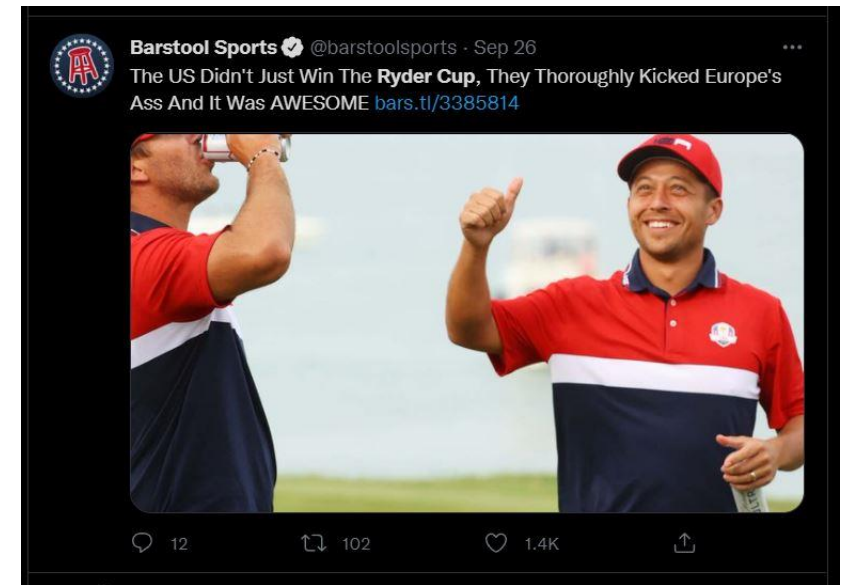 Barstool Sports @barstoolsports · Sep 26
The US Didn't Just Win The Ryder Cup, They Thoroughly Kicked Europe's
Ass And It Was AWESOME bars.tl/3385814
12 102 1.4K